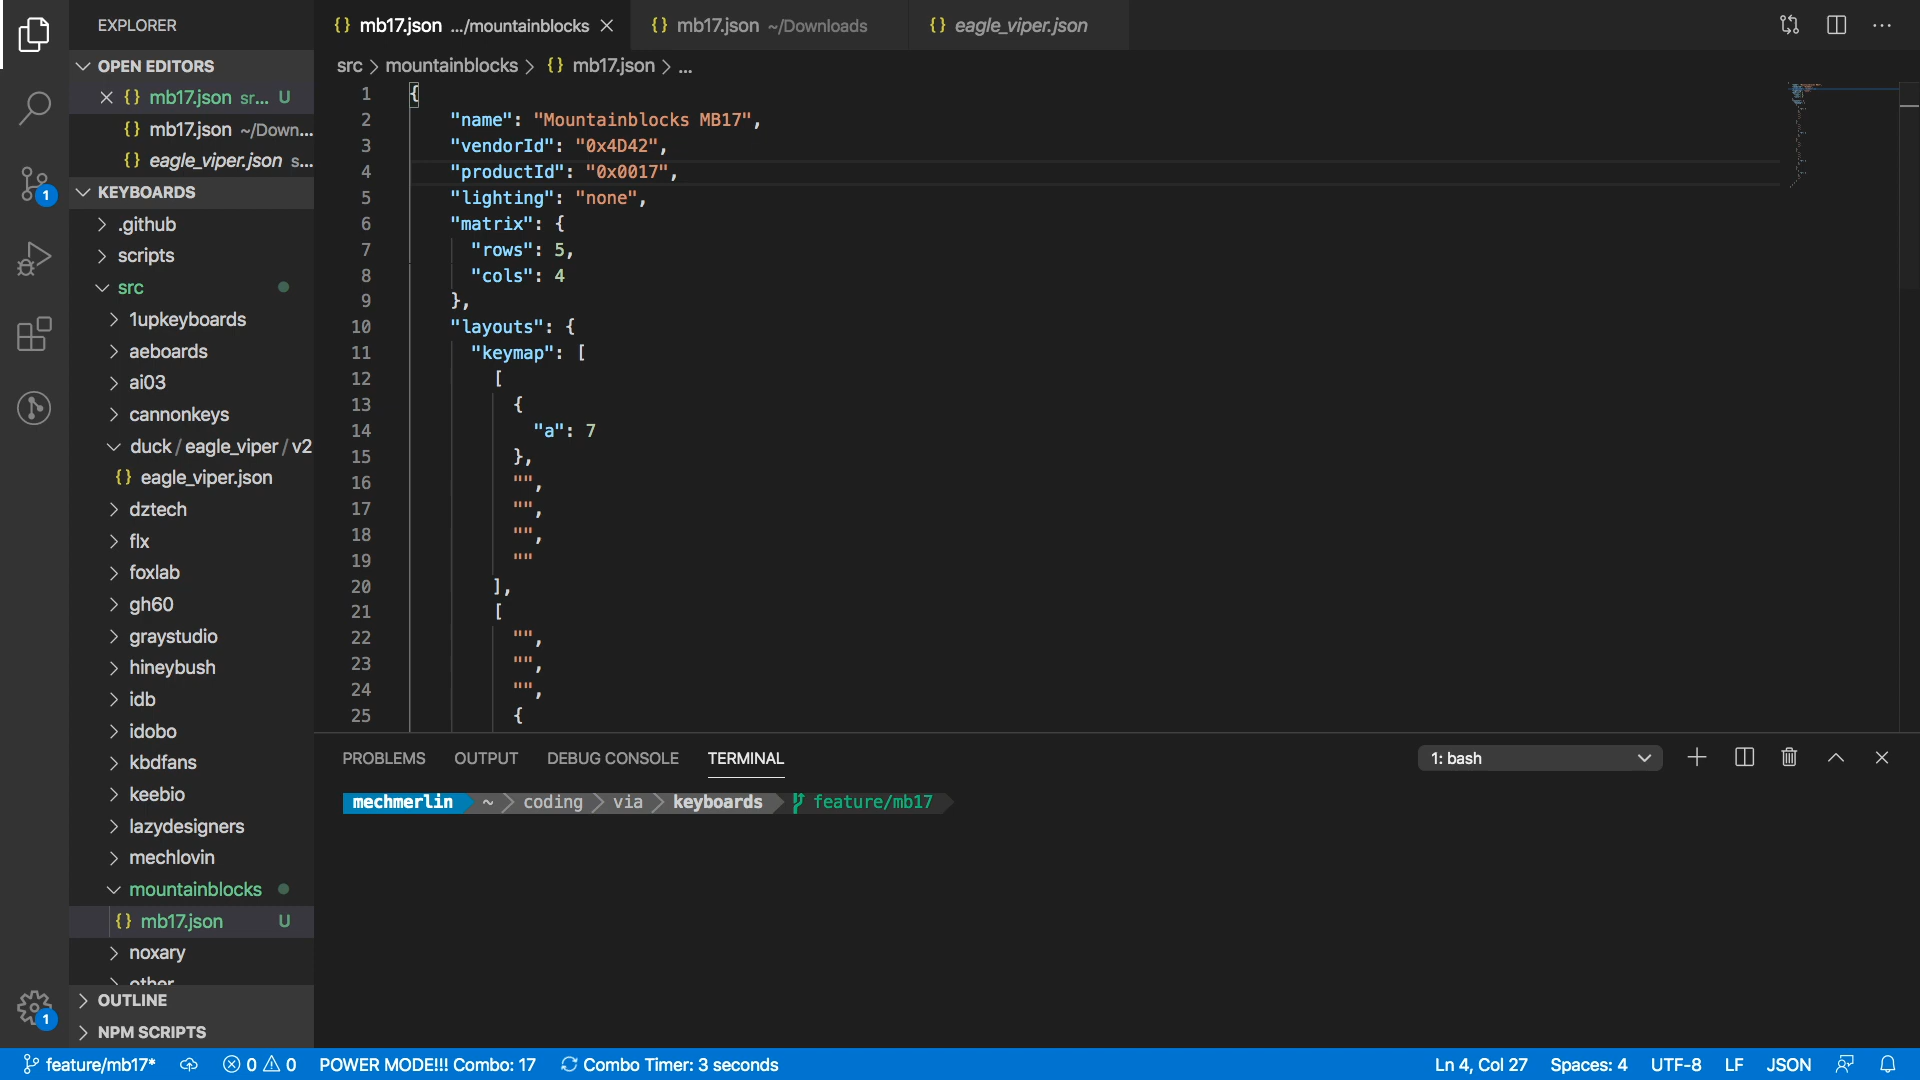 EXPLORER
OPEN EDITORS
{} mb17.json sr... U
{} mb17.json ~/Down...
{} eagle_viper.json s...
KEYBOARDS
.github
scripts
src
1upkeyboards
aeboards
ai03
cannonkeys
duck / eagle_viper / v2
{} eagle_viper.json
dztech
flx
foxlab
gh60
graystudio
hineybush
idb
idobo
kbdfans
keebio
lazydesigners
mechlovin
mountainblocks
{} mb17.json U
noxary
other
OUTLINE
NPM SCRIPTS
1
1
{} mb17.json .../mountainblocks
{} mb17.json ~/Downloads
{} eagle_viper.json
src > mountainblocks > {} mb17.json > ...
1 {
2 "name": "Mountainblocks MB17",
3 "vendorId": "0x4D42",
4 "productId": "0x0017",
5 "lighting": "none",
6 "matrix": {
7 "rows": 5,
8 "cols": 4
9 },
10 "layouts": {
11 "keymap": [
12 [
13 {
14 "a": 7
15 },
16 "",
17 "",
18 "",
19 ""
20 ],
21 [
22 "",
23 "",
24 "",
25 {
PROBLEMS OUTPUT DEBUG CONSOLE TERMINAL
1: bash
mechmerlin ~ coding via keyboards feature/mb17
feature/mb17* 0 0 POWER MODE!!! Combo: 17 Combo Timer: 3 seconds
Ln 4, Col 27 Spaces: 4 UTF-8 LF JSON